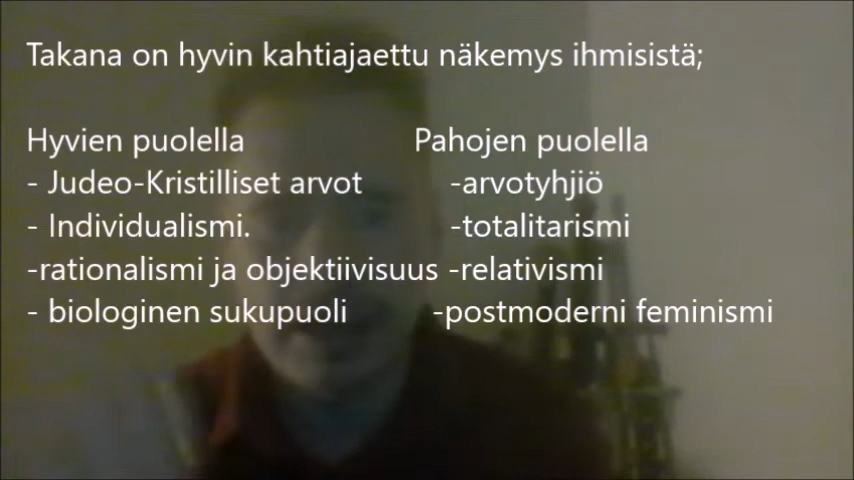 Takana on hyvin kahtiajaettu näkemys ihmisistä;
Hyvien puolella Pahojen puolella
- Judeo-Kristilliset arvot -arvotyhjiö
- Individualismi. -totalitarismi
-rationalismi ja objektiivisuus -relativismi
- biologinen sukupuoli -postmoderni feminismi